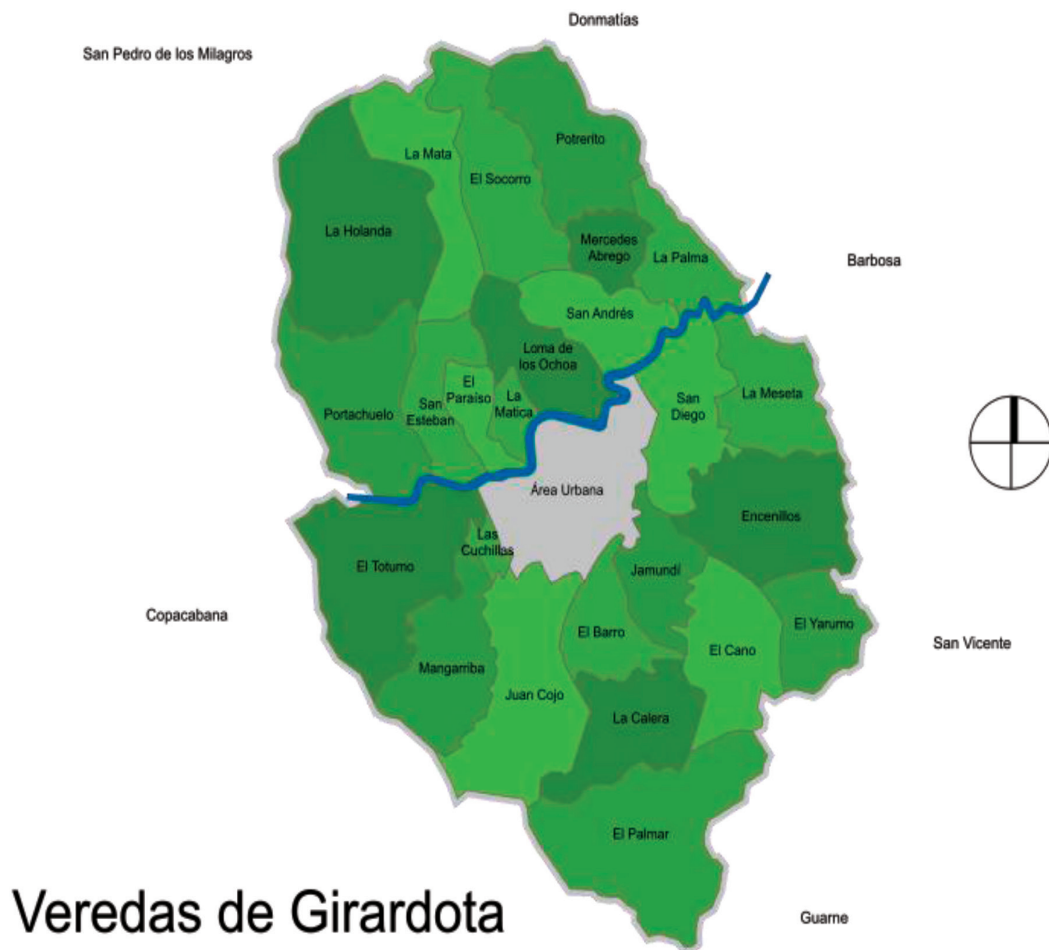 Donmatías
San Pedro de los Milagros
Potrerito
La Mata
El Socorro
La Holanda
Mercedes
Abrego
La Palma
Barbosa
San Andrés
Loma de
los Ochoa
El
Paraíso
La
Matica
San
Esteban
Portachuelo
San
Diego
La Meseta
Área Urbana
Encenillos
Las
Cuchillas
El Totumo
Jamundí
Copacabana
El Barro
El Cano
El Yarumo
San Vicente
Mangarriba
Juan Cojo
La Calera
El Palmar
Veredas de Girardota
Guarne